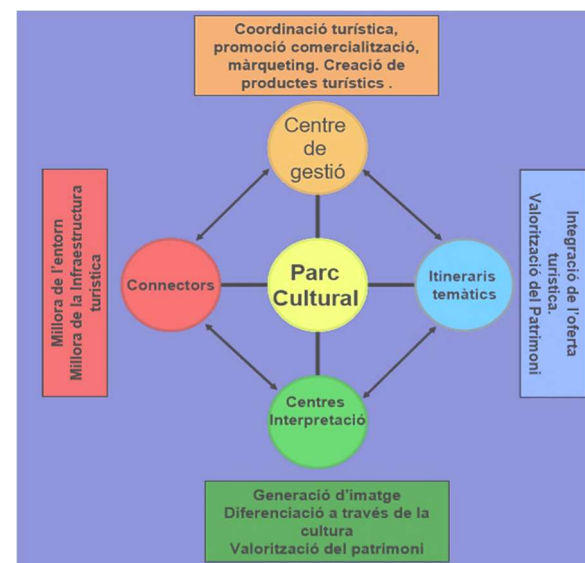 Coordinació turística,
promoció comercialització,
màrqueting. Creació de
productes turístics .
Centre
de
gestió
Millora de l'entorn
Millora de la Infraestructura
turística
Connectors
Parc
Cultural
Itineraris
temàtics
Integració de l'oferta
turística.
Valorització del Patrimoni
Centres
Interpretació
Generació d'imatge
Diferenciació a través de la
cultura
Valorització del patrimoni